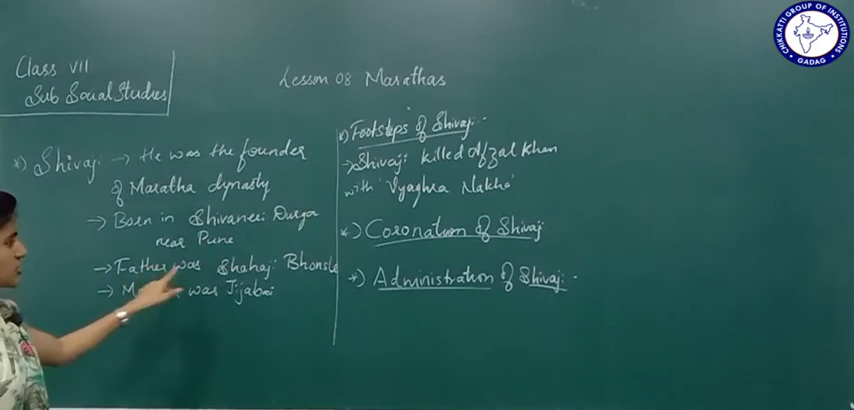 CHIKKATTI GROUP OF INSTITUTIONS
GADAG
Class VII
Sub Social Studies
Lesson 08 Marathas
*) Shivaji → He was the founder
of Maratha dynasty
→ Born in Shivaneri Durga
near Pune
→ Father was Shahaji Bhonsle
→ M was Jijabai
*) Footsteps of Shivaji
→ Shivaji killed Afzal Khan
with 'Vyaghra Nakha'
*) Coronation of Shivaji
*) Administration of Shivaji